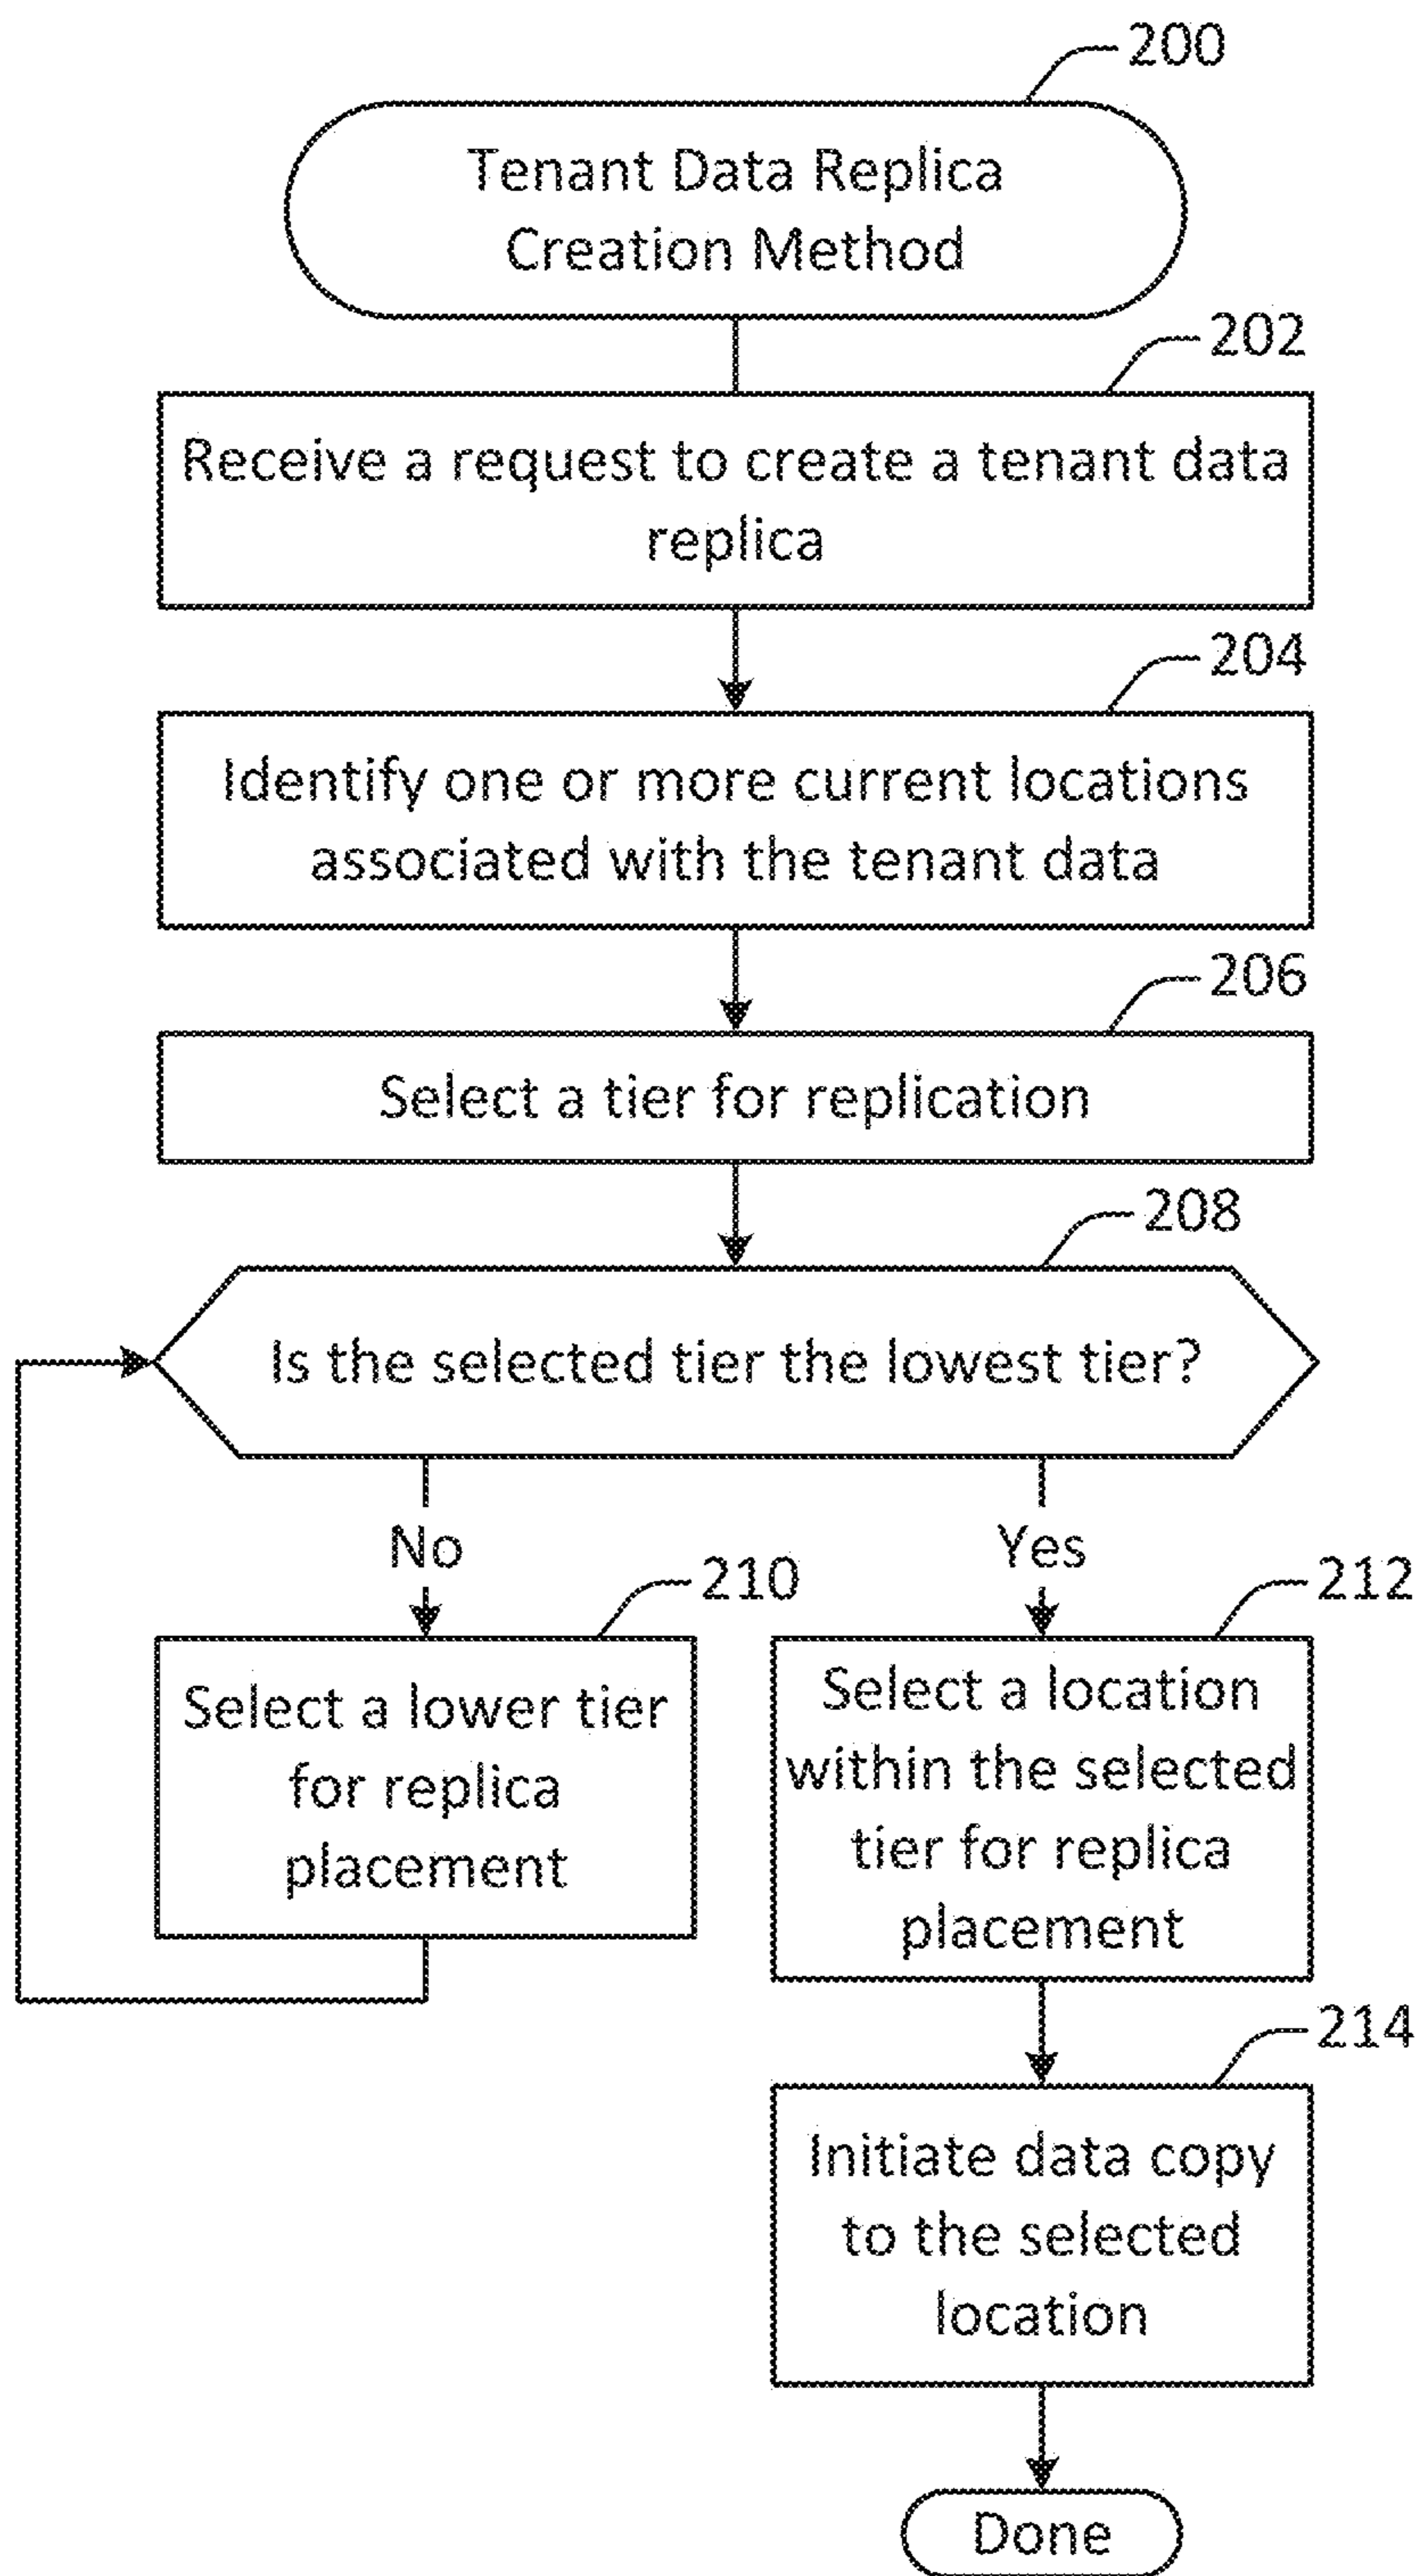 200
Tenant Data Replica
Creation Method
202
Receive a request to create a tenant data
replica
204
Identify one or more current locations
associated with the tenant data
206
Select a tier for replication
208
Is the selected tier the lowest tier?
No
Yes
210
Select a lower tier
for replica
placement
212
Select a location
within the selected
tier for replica
placement
214
Initiate data copy
to the selected
location
Done